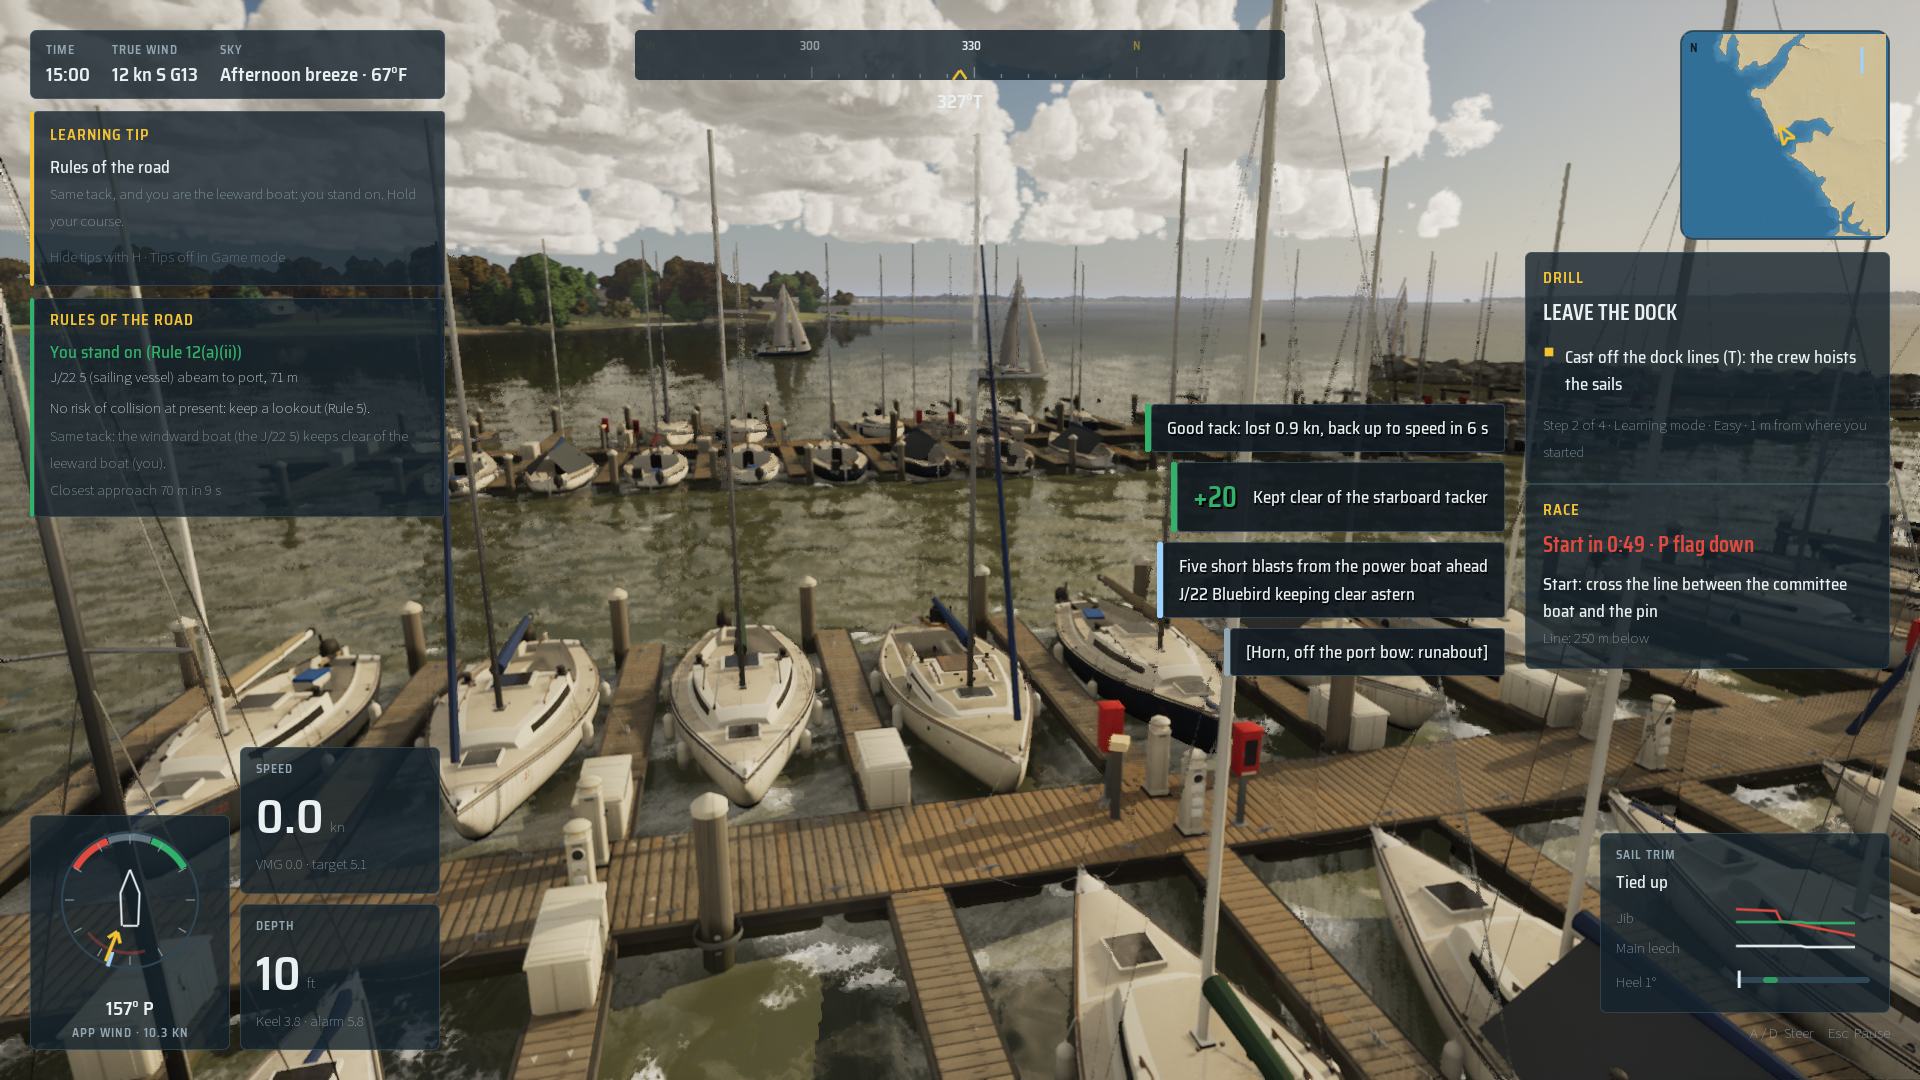 TIME TRUE WIND SKY
15:00 12 kn S G13 Afternoon breeze · 67°F
LEARNING TIP
Rules of the road
Same tack, and you are the leeward boat: you stand on. Hold
your course.
Hide tips with H · Tips off in Game mode
RULES OF THE ROAD
You stand on (Rule 12(a)(ii))
J/22 5 (sailing vessel) abeam to port, 71 m
No risk of collision at present: keep a lookout (Rule 5).
Same tack: the windward boat (the J/22 5) keeps clear of the
leeward boat (you).
Closest approach 70 m in 9 s
300 330 N
327°T
N
DRILL
LEAVE THE DOCK
Cast off the dock lines (T): the crew hoists
the sails
Step 2 of 4 · Learning mode · Easy · 1 m from where you
started
RACE
Start in 0:49 · P flag down
Start: cross the line between the committee
boat and the pin
Line: 250 m below
Good tack: lost 0.9 kn, back up to speed in 6 s
+20 Kept clear of the starboard tacker
Five short blasts from the power boat ahead
J/22 Bluebird keeping clear astern
[Horn, off the port bow: runabout]
SPEED
0.0 kn
VMG 0.0 · target 5.1
DEPTH
10 ft
Keel 3.8 · alarm 5.8
157° P
APP WIND · 10.3 KN
SAIL TRIM
Tied up
Jib
Main leech
Heel 1°
A / D Steer Esc Pause